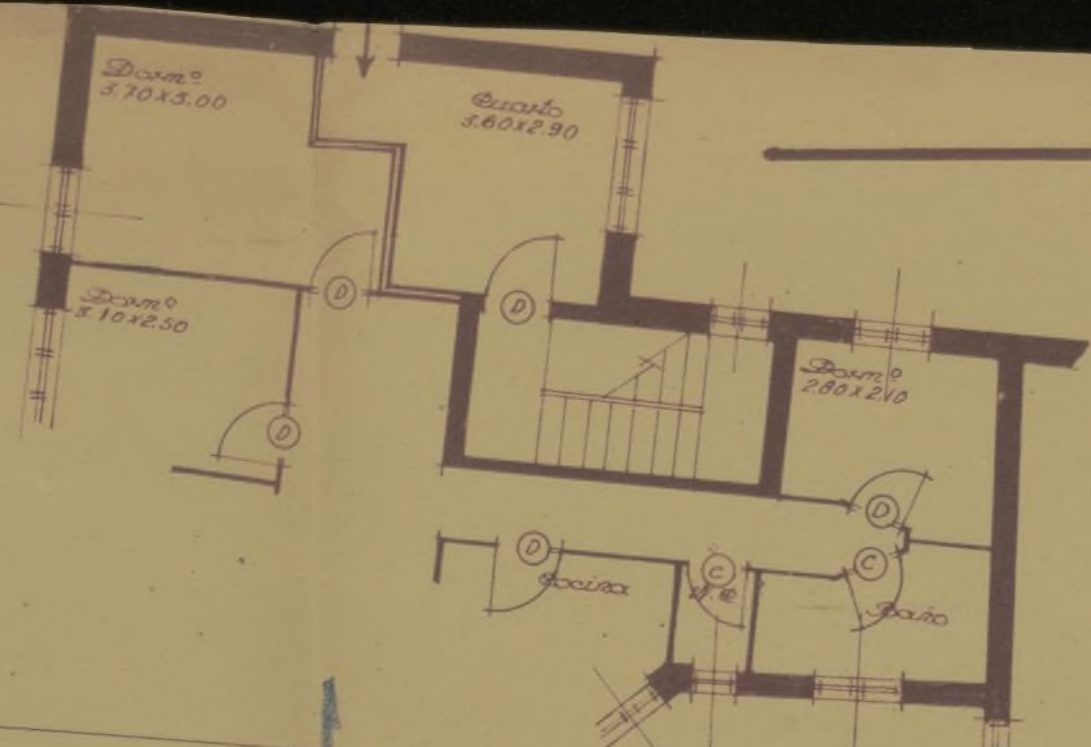 Dormº
3.70x3.00
Cuarto
3.60x2.90
D
D
Dormº
3.10x2.50
D
Dormº
2.80x2.10
D
D
Cocina
C
C
Baño